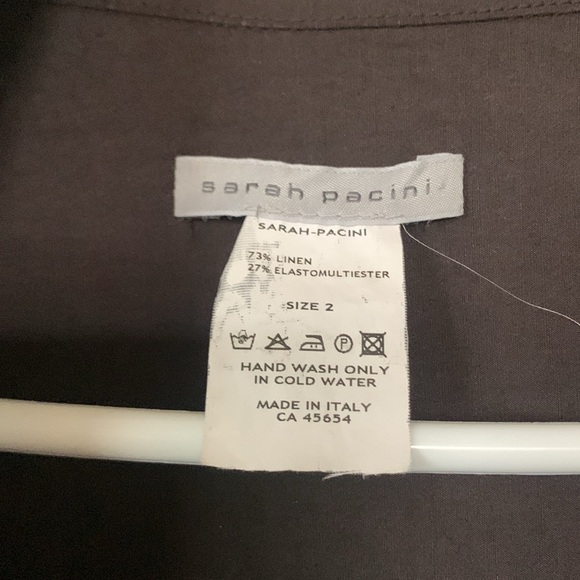 sarah pacini
SARAH-PACINI
73% LINEN
27% ELASTOMULTIESTER
SIZE 2
P
HAND WASH ONLY
IN COLD WATER
MADE IN ITALY
CA 45654